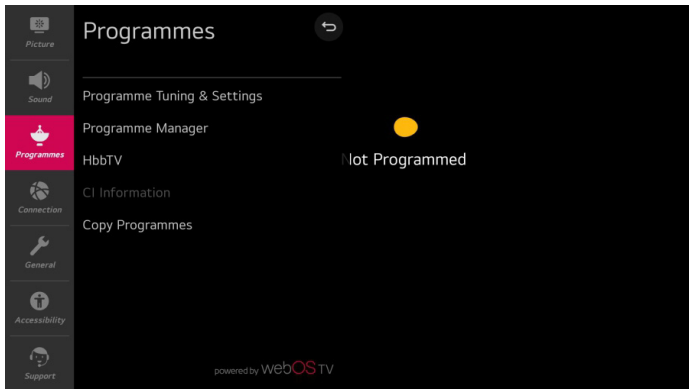 Picture
Sound
Programmes
Connection
General
Accessibility
Support
Programmes
Programme Tuning & Settings
Programme Manager
HbbTV
CI Information
Copy Programmes
powered by webOS TV
Not Programmed